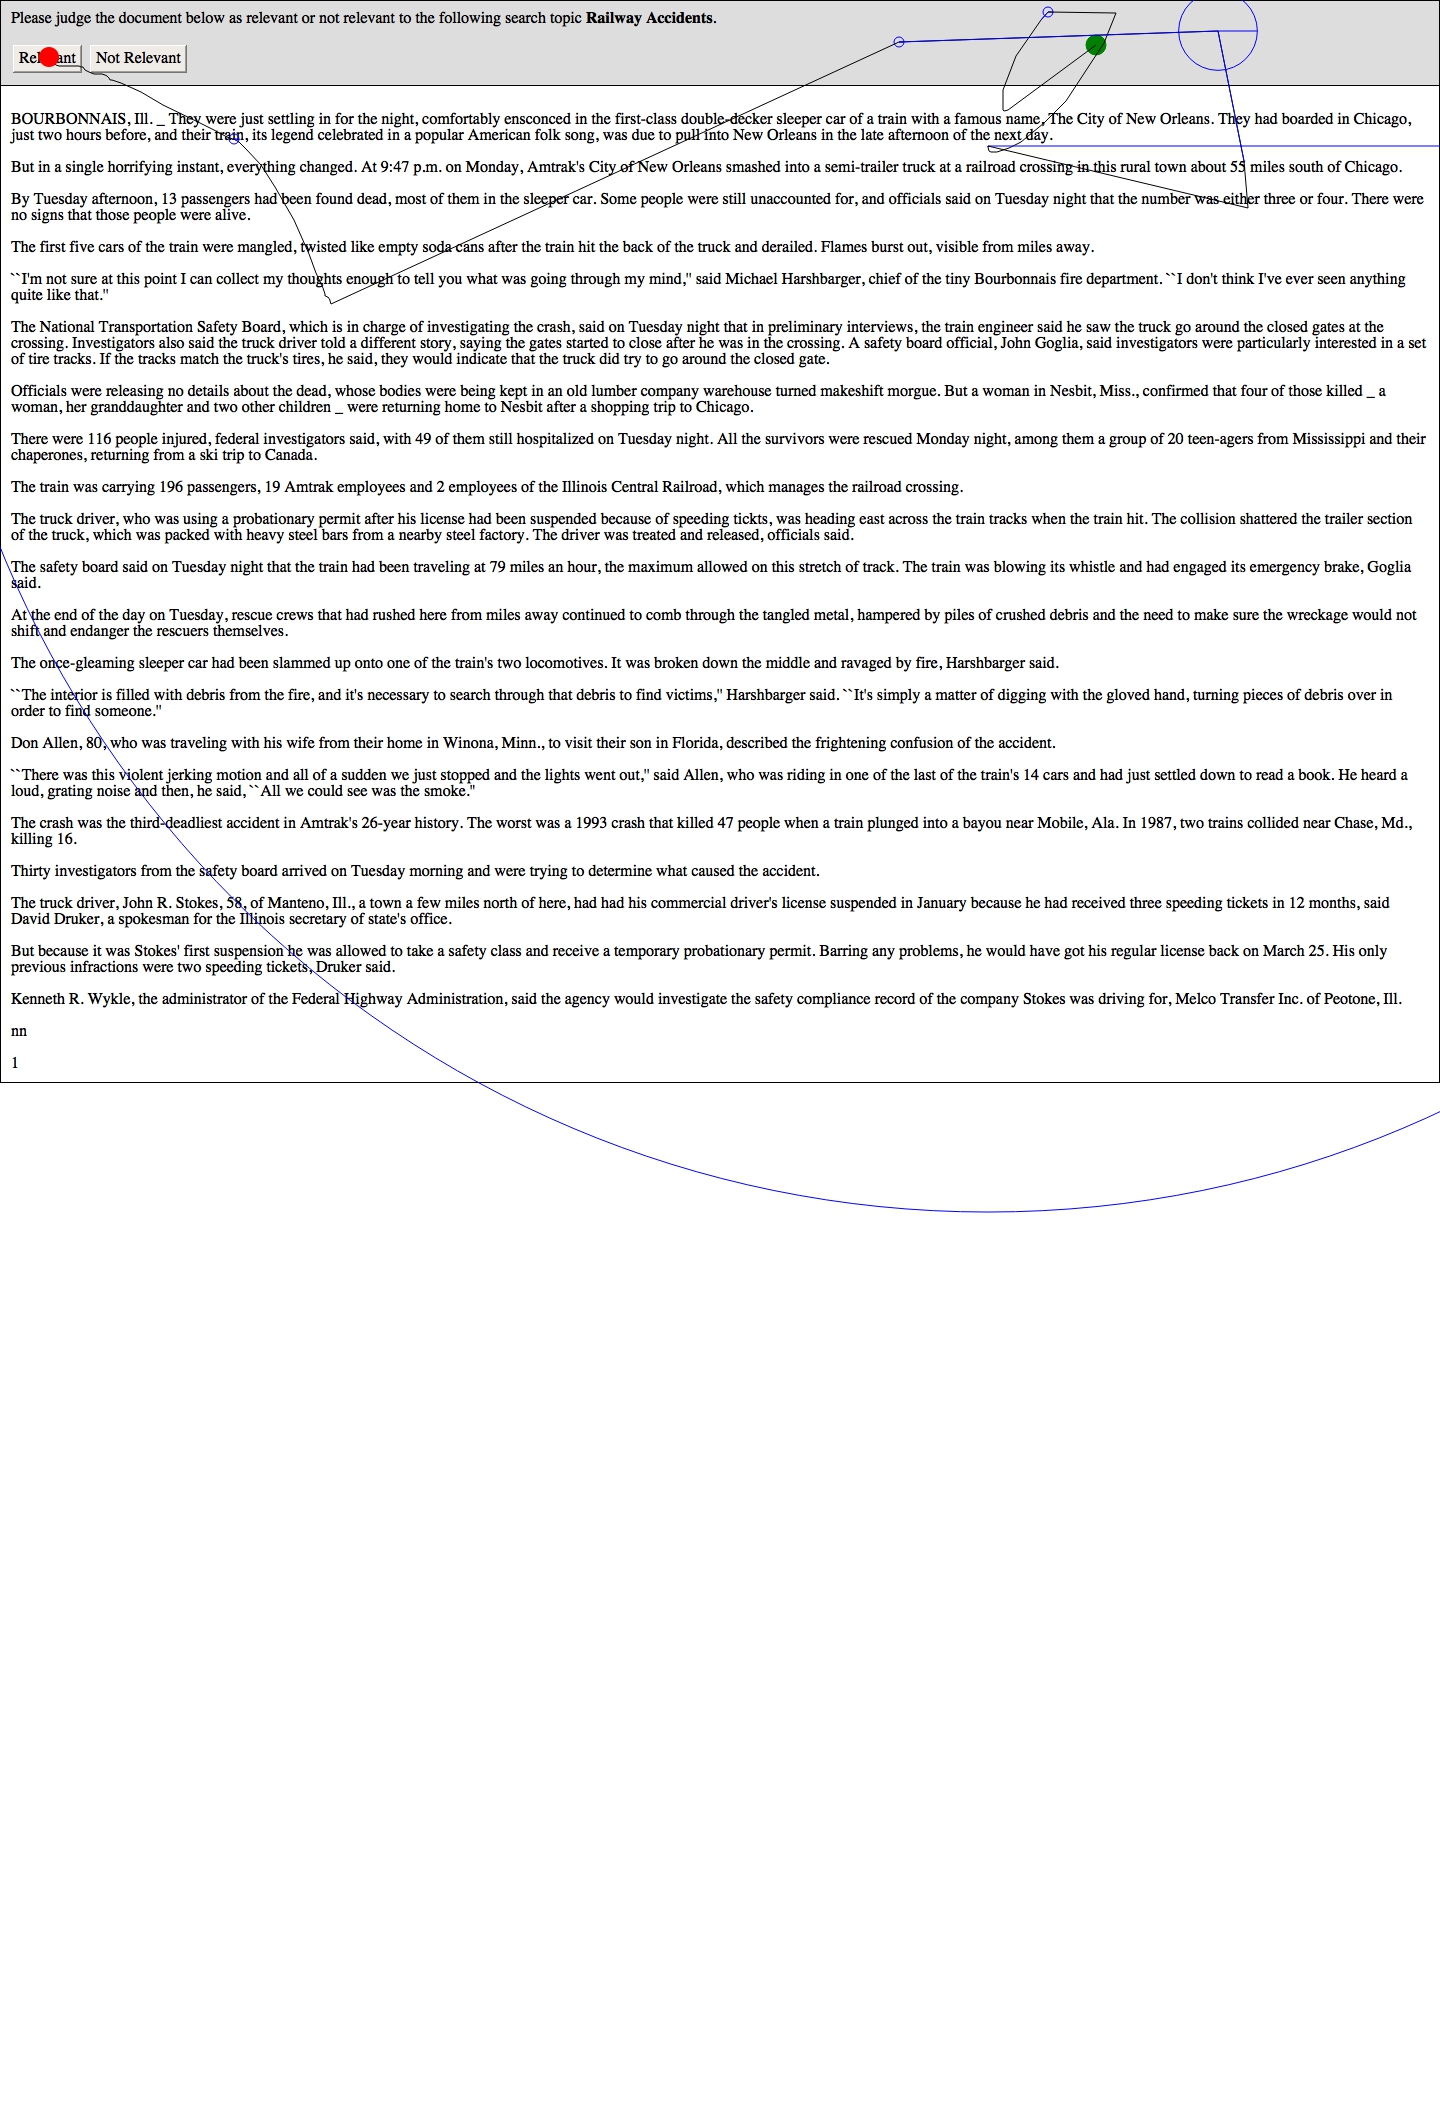 Please judge the document below as relevant or not relevant to the following search topic Railway Accidents.
Relevant Not Relevant
BOURBONNAIS, Ill. _ They were just settling in for the night, comfortably ensconced in the first-class double-decker sleeper car of a train with a famous name, The City of New Orleans. They had boarded in Chicago,
just two hours before, and their train, its legend celebrated in a popular American folk song, was due to pull into New Orleans in the late afternoon of the next day.
But in a single horrifying instant, everything changed. At 9:47 p.m. on Monday, Amtrak's City of New Orleans smashed into a semi-trailer truck at a railroad crossing in this rural town about 55 miles south of Chicago.
By Tuesday afternoon, 13 passengers had been found dead, most of them in the sleeper car. Some people were still unaccounted for, and officials said on Tuesday night that the number was either three or four. There were
no signs that those people were alive.
The first five cars of the train were mangled, twisted like empty soda cans after the train hit the back of the truck and derailed. Flames burst out, visible from miles away.
``I'm not sure at this point I can collect my thoughts enough to tell you what was going through my mind,'' said Michael Harshbarger, chief of the tiny Bourbonnais fire department. ``I don't think I've ever seen anything
quite like that.''
The National Transportation Safety Board, which is in charge of investigating the crash, said on Tuesday night that in preliminary interviews, the train engineer said he saw the truck go around the closed gates at the
crossing. Investigators also said the truck driver told a different story, saying the gates started to close after he was in the crossing. A safety board official, John Goglia, said investigators were particularly interested in a set
of tire tracks. If the tracks match the truck's tires, he said, they would indicate that the truck did try to go around the closed gate.
Officials were releasing no details about the dead, whose bodies were being kept in an old lumber company warehouse turned makeshift morgue. But a woman in Nesbit, Miss., confirmed that four of those killed _ a
woman, her granddaughter and two other children _ were returning home to Nesbit after a shopping trip to Chicago.
There were 116 people injured, federal investigators said, with 49 of them still hospitalized on Tuesday night. All the survivors were rescued Monday night, among them a group of 20 teen-agers from Mississippi and their
chaperones, returning from a ski trip to Canada.
The train was carrying 196 passengers, 19 Amtrak employees and 2 employees of the Illinois Central Railroad, which manages the railroad crossing.
The truck driver, who was using a probationary permit after his license had been suspended because of speeding tickts, was heading east across the train tracks when the train hit. The collision shattered the trailer section
of the truck, which was packed with heavy steel bars from a nearby steel factory. The driver was treated and released, officials said.
The safety board said on Tuesday night that the train had been traveling at 79 miles an hour, the maximum allowed on this stretch of track. The train was blowing its whistle and had engaged its emergency brake, Goglia
said.
At the end of the day on Tuesday, rescue crews that had rushed here from miles away continued to comb through the tangled metal, hampered by piles of crushed debris and the need to make sure the wreckage would not
shift and endanger the rescuers themselves.
The once-gleaming sleeper car had been slammed up onto one of the train's two locomotives. It was broken down the middle and ravaged by fire, Harshbarger said.
``The interior is filled with debris from the fire, and it's necessary to search through that debris to find victims,'' Harshbarger said. ``It's simply a matter of digging with the gloved hand, turning pieces of debris over in
order to find someone.''
Don Allen, 80, who was traveling with his wife from their home in Winona, Minn., to visit their son in Florida, described the frightening confusion of the accident.
``There was this violent jerking motion and all of a sudden we just stopped and the lights went out,'' said Allen, who was riding in one of the last of the train's 14 cars and had just settled down to read a book. He heard a
loud, grating noise and then, he said, ``All we could see was the smoke.''
The crash was the third-deadliest accident in Amtrak's 26-year history. The worst was a 1993 crash that killed 47 people when a train plunged into a bayou near Mobile, Ala. In 1987, two trains collided near Chase, Md.,
killing 16.
Thirty investigators from the safety board arrived on Tuesday morning and were trying to determine what caused the accident.
The truck driver, John R. Stokes, 58, of Manteno, Ill., a town a few miles north of here, had had his commercial driver's license suspended in January because he had received three speeding tickets in 12 months, said
David Druker, a spokesman for the Illinois secretary of state's office.
But because it was Stokes' first suspension he was allowed to take a safety class and receive a temporary probationary permit. Barring any problems, he would have got his regular license back on March 25. His only
previous infractions were two speeding tickets, Druker said.
Kenneth R. Wykle, the administrator of the Federal Highway Administration, said the agency would investigate the safety compliance record of the company Stokes was driving for, Melco Transfer Inc. of Peotone, Ill.
nn
1